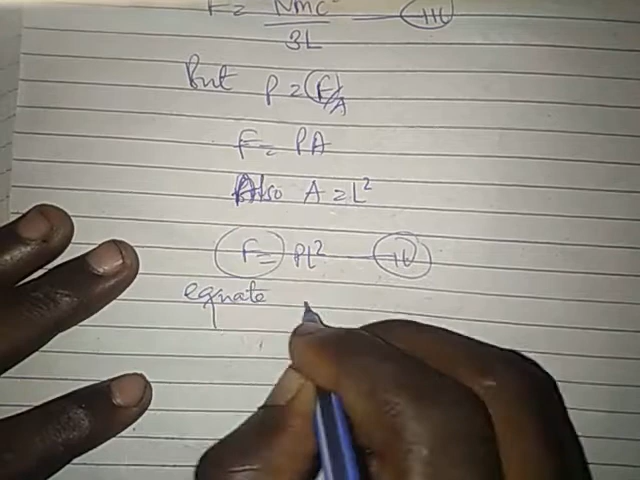 F = Nmc² / 3L — (iii)
But P = F/A
F = PA
Also A = L²
F = PL² — (iv)
equate